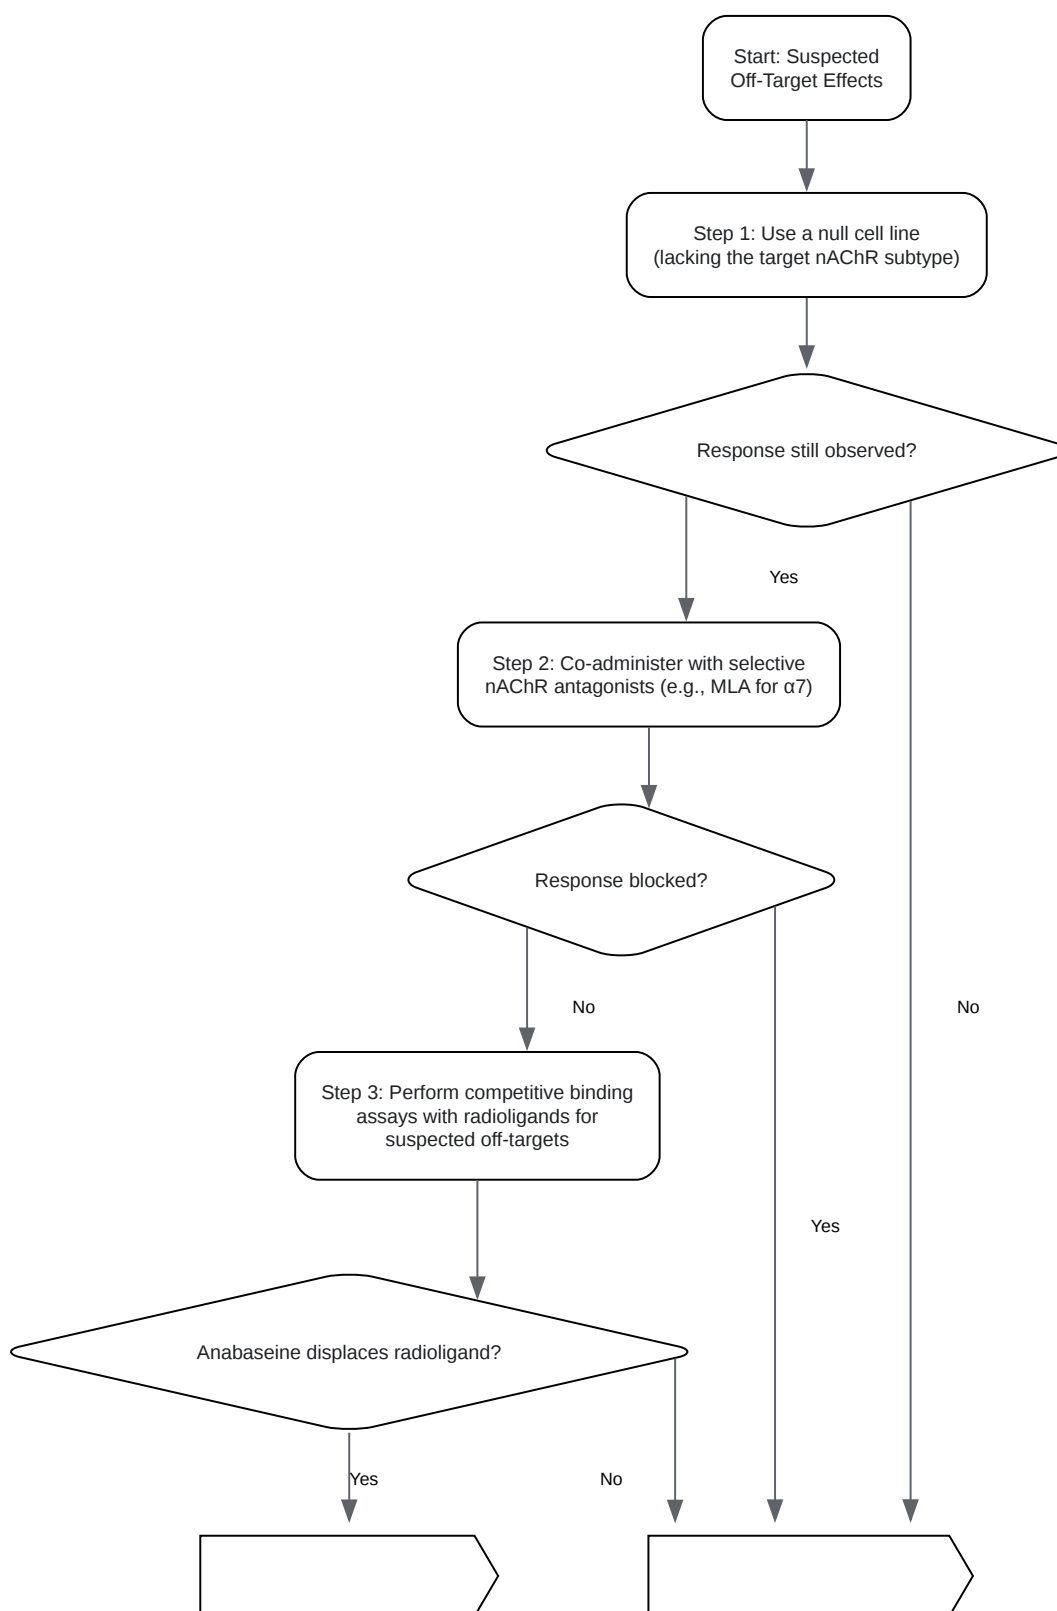 Start: Suspected
Off-Target Effects
Step 1: Use a null cell line
(lacking the target nAChR subtype)
Response still observed?
Yes
Step 2: Co-administer with selective
nAChR antagonists (e.g., MLA for α7)
Response blocked?
No
No
Step 3: Perform competitive binding
assays with radioligands for
suspected off-targets
Yes
Anabaseine displaces radioligand?
Yes
No